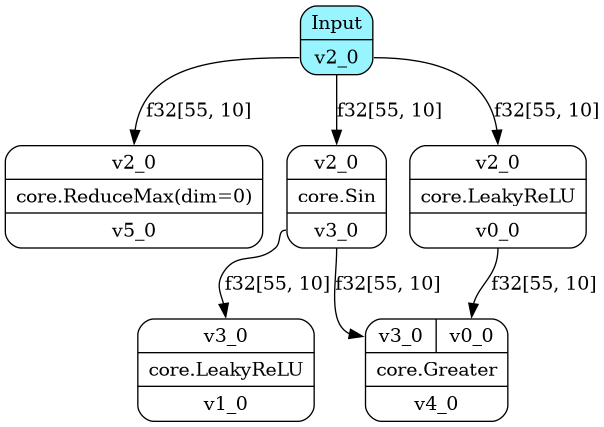 Input
v2_0
f32[55, 10]
f32[55, 10]
f32[55, 10]
v2_0
core.ReduceMax(dim=0)
v5_0
v2_0
core.Sin
v3_0
v2_0
core.LeakyReLU
v0_0
f32[55, 10]
f32[55, 10]
f32[55, 10]
v3_0
core.LeakyReLU
v1_0
v3_0 v0_0
core.Greater
v4_0